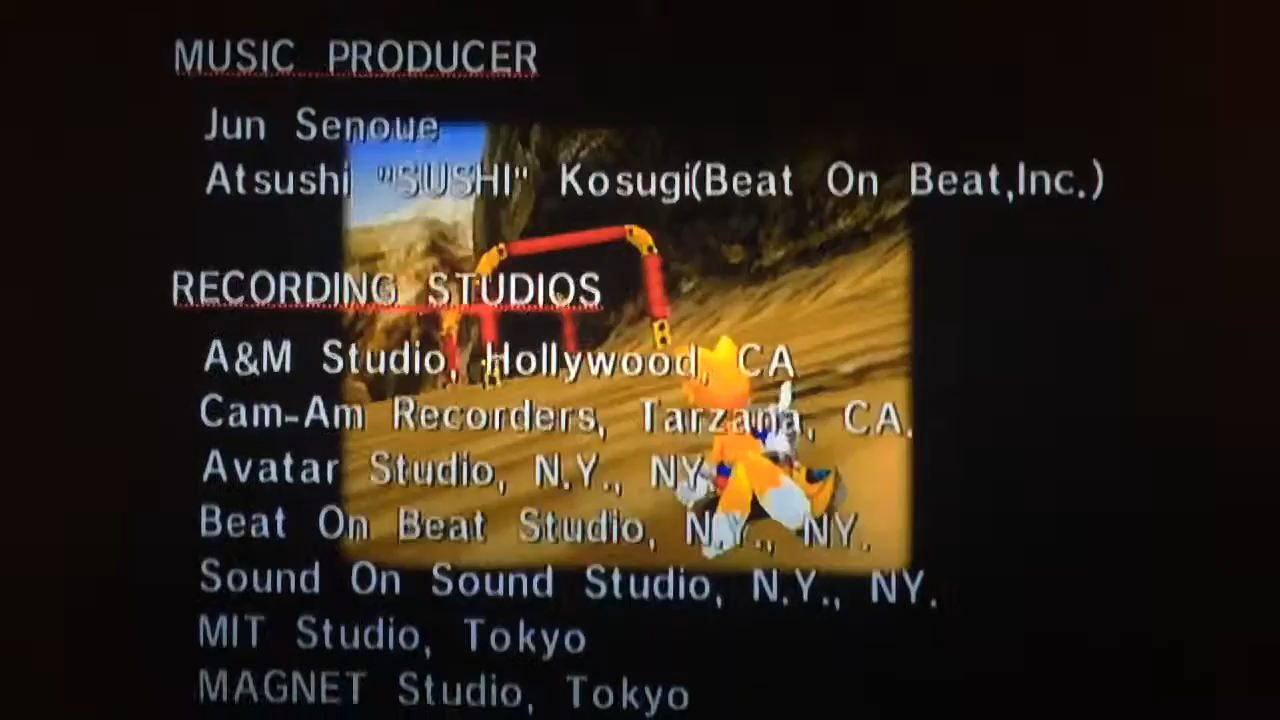 MUSIC PRODUCER
Jun Senoue
Atsushi "SUSHI" Kosugi(Beat On Beat,Inc.)
RECORDING STUDIOS
A&M Studio, Hollywood, CA
Cam-Am Recorders, Tarzana, CA.
Avatar Studio, N.Y., NY.
Beat On Beat Studio, N.Y., NY.
Sound On Sound Studio, N.Y., NY.
MIT Studio, Tokyo
MAGNET Studio, Tokyo